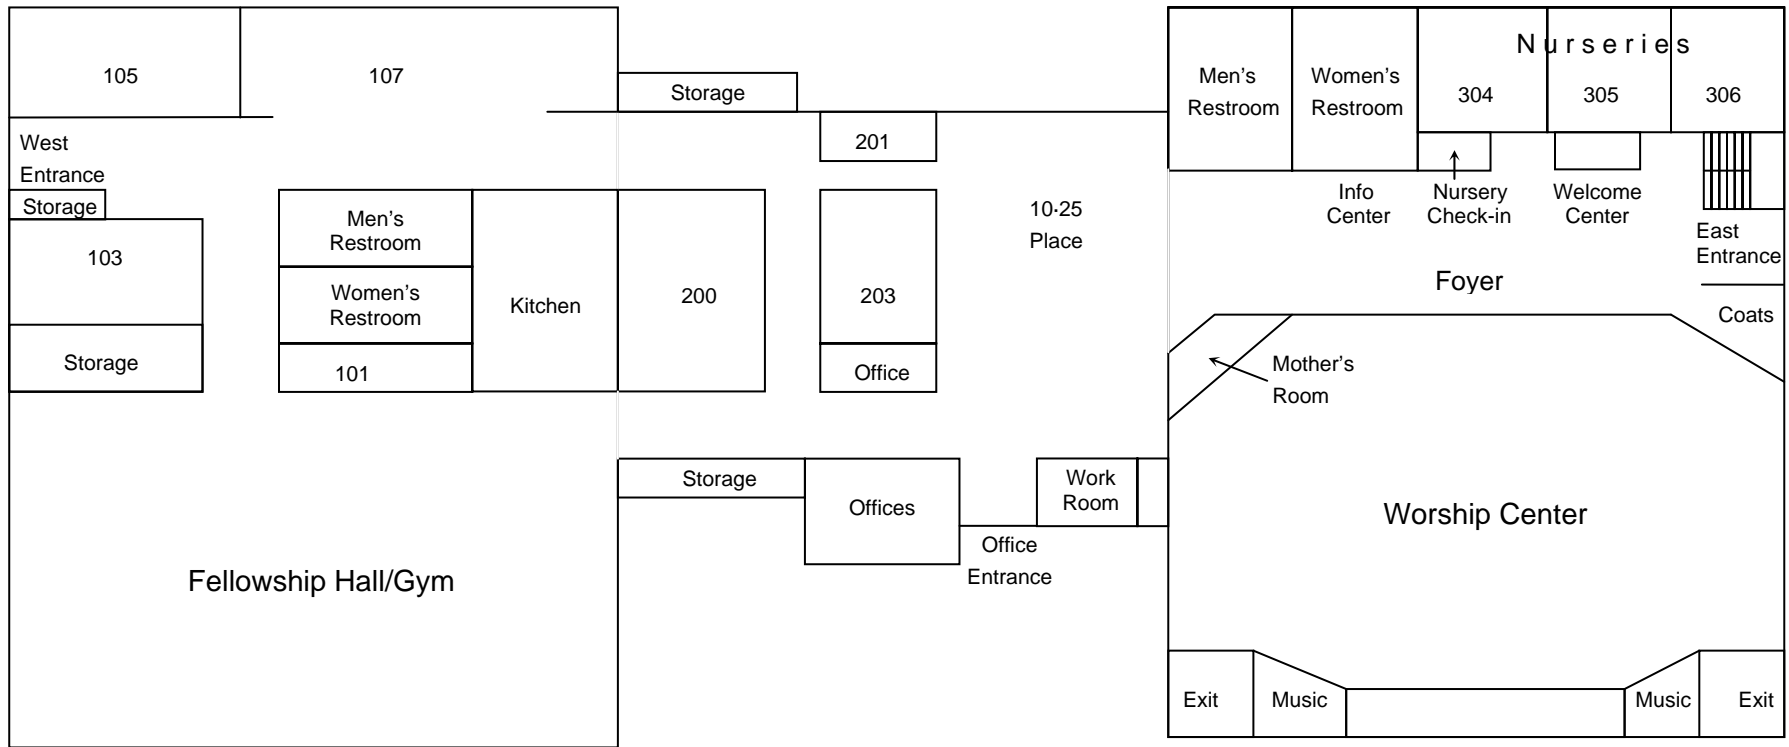 105
107
Storage
Men's
Restroom
Women's
Restroom
Nurseries
304
305
306
West
Entrance
201
Storage
Men's
Restroom
10·25
Place
Info
Center
Nursery
Check-in
Welcome
Center
East
Entrance
103
Women's
Restroom
Kitchen
200
203
Foyer
Coats
Storage
101
Office
Mother's
Room
Storage
Offices
Work
Room
Worship Center
Office
Entrance
Fellowship Hall/Gym
Exit
Music
Music
Exit